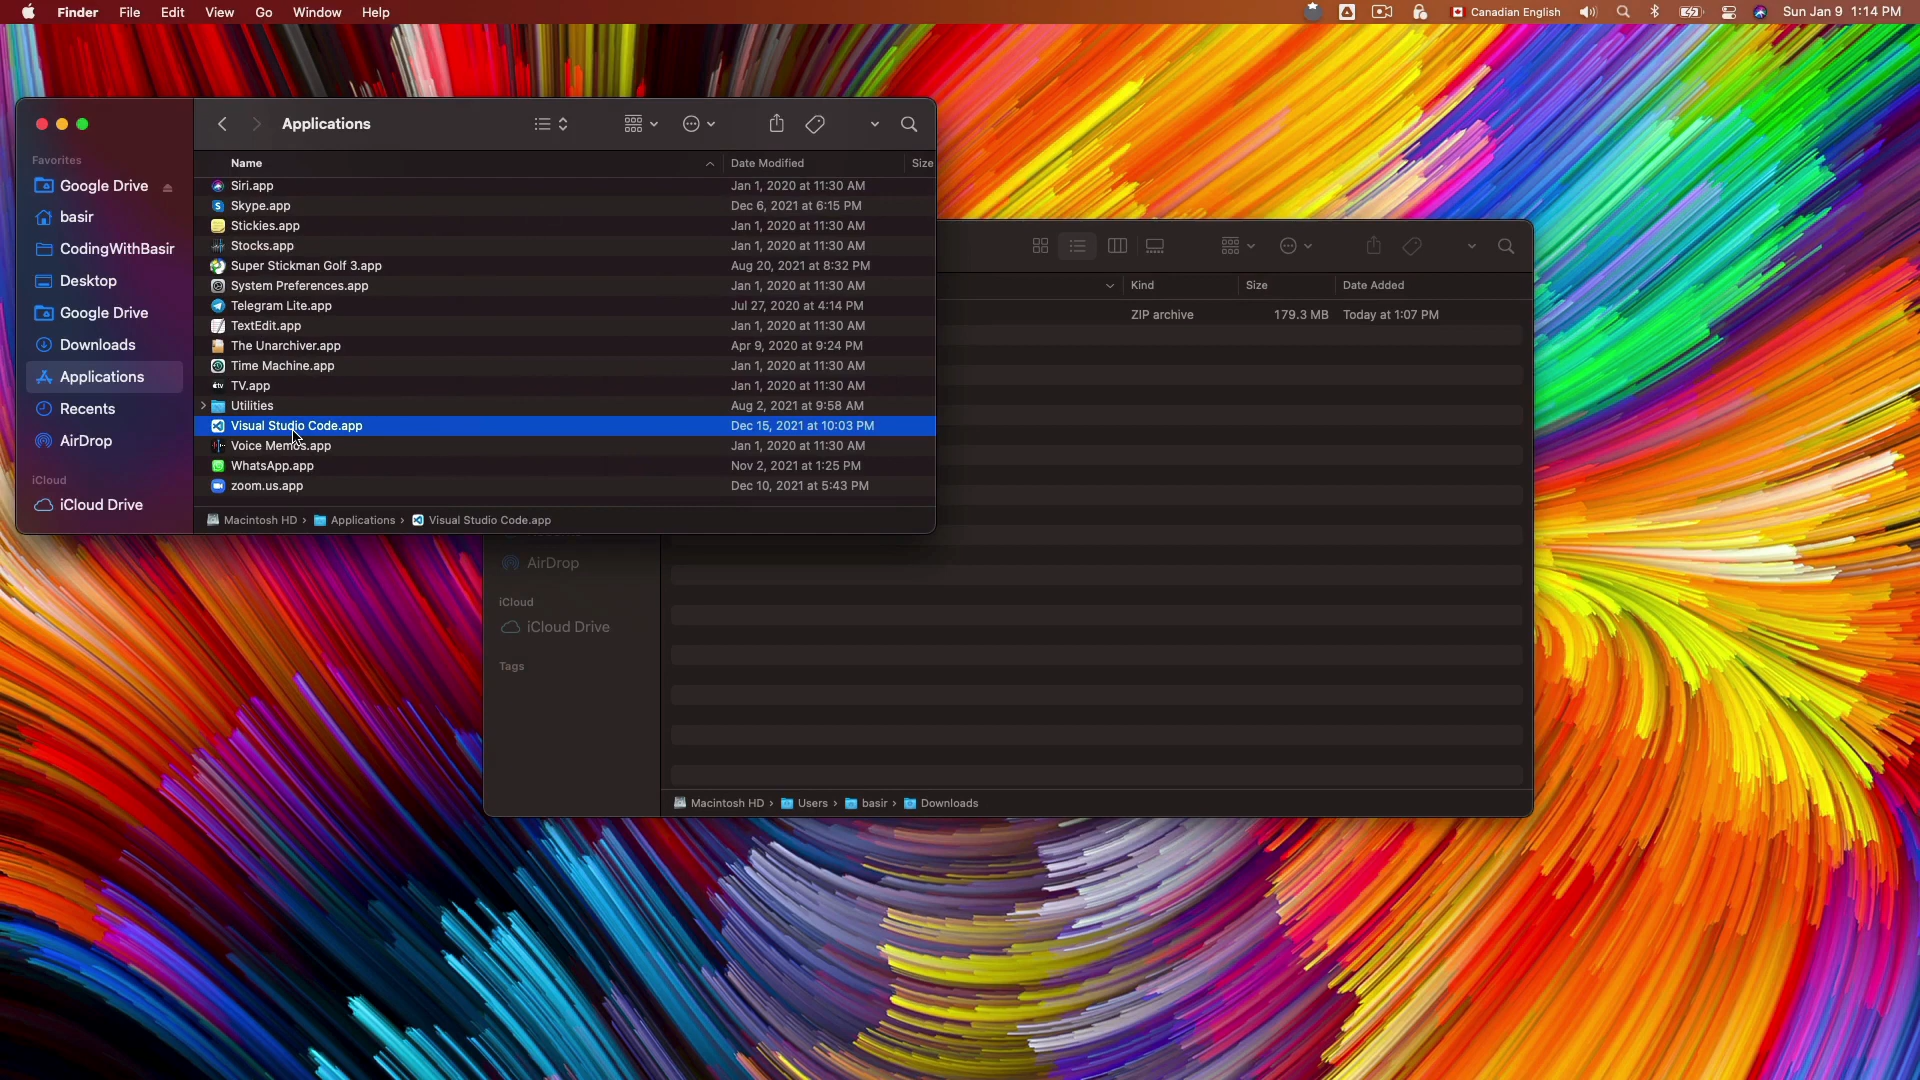 Finder File Edit View Go Window Help
Canadian English Sun Jan 9 1:14 PM
Applications
Favorites
Google Drive
basir
CodingWithBasir
Desktop
Google Drive
Downloads
Applications
Recents
AirDrop
iCloud
iCloud Drive
Name Date Modified Size
Siri.app Jan 1, 2020 at 11:30 AM
Skype.app Dec 6, 2021 at 6:15 PM
Stickies.app Jan 1, 2020 at 11:30 AM
Stocks.app Jan 1, 2020 at 11:30 AM
Super Stickman Golf 3.app Aug 20, 2021 at 8:32 PM
System Preferences.app Jan 1, 2020 at 11:30 AM
Telegram Lite.app Jul 27, 2020 at 4:14 PM
TextEdit.app Jan 1, 2020 at 11:30 AM
The Unarchiver.app Apr 9, 2020 at 9:24 PM
Time Machine.app Jan 1, 2020 at 11:30 AM
TV.app Jan 1, 2020 at 11:30 AM
Utilities Aug 2, 2021 at 9:58 AM
Visual Studio Code.app Dec 15, 2021 at 10:03 PM
Voice Memos.app Jan 1, 2020 at 11:30 AM
WhatsApp.app Nov 2, 2021 at 1:25 PM
zoom.us.app Dec 10, 2021 at 5:43 PM
Macintosh HD › Applications › Visual Studio Code.app
Kind Size Date Added
ZIP archive 179.3 MB Today at 1:07 PM
AirDrop
iCloud
iCloud Drive
Tags
Macintosh HD › Users › basir › Downloads